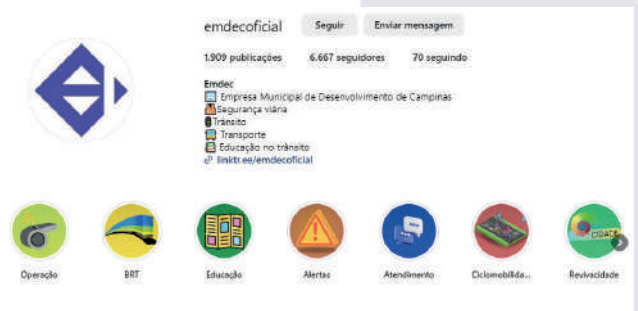 emdecoficial Seguir Enviar mensagem
1.909 publicações 6.667 seguidores 70 seguindo
Emdec
Empresa Municipal de Desenvolvimento de Campinas
Segurança viária
Trânsito
Transporte
Educação no trânsito
linktr.ee/emdecoficial
CIDADE
Operação BRT Educação Alertas Atendimento Ciclomobilida... Revivacidade